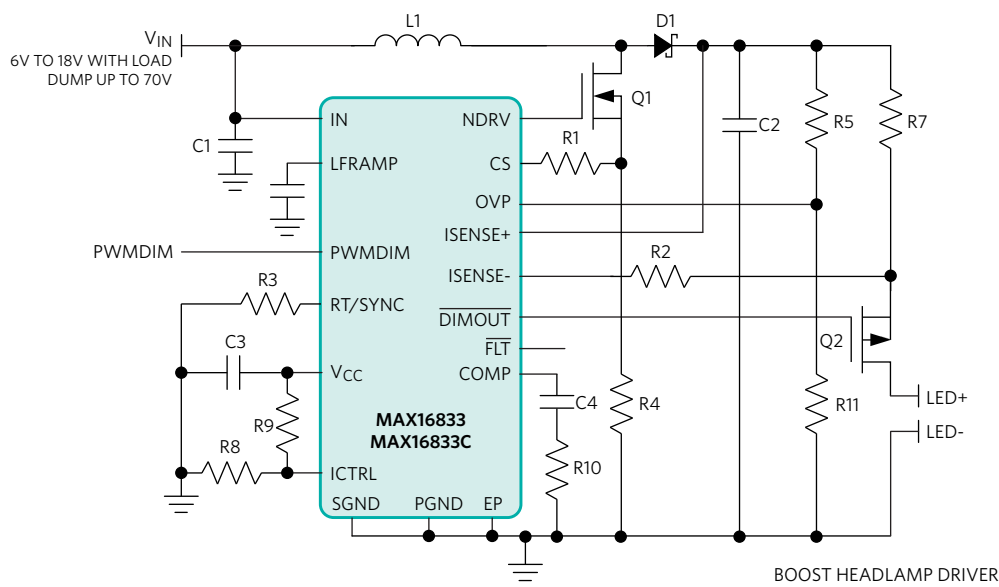 L1
D1
VIN
6V TO 18V WITH LOAD
DUMP UP TO 70V
Q1
IN
NDRV
C2
R5
R7
C1
R1
LFRAMP
CS
OVP
ISENSE+
PWMDIM
PWMDIM
R2
ISENSE-
R3
RT/SYNC
DIMOUT
Q2
C3
FLT
VCC
COMP
C4
R4
R11
LED+
MAX16833
MAX16833C
R9
LED-
R8
R10
ICTRL
SGND
PGND
EP
BOOST HEADLAMP DRIVER